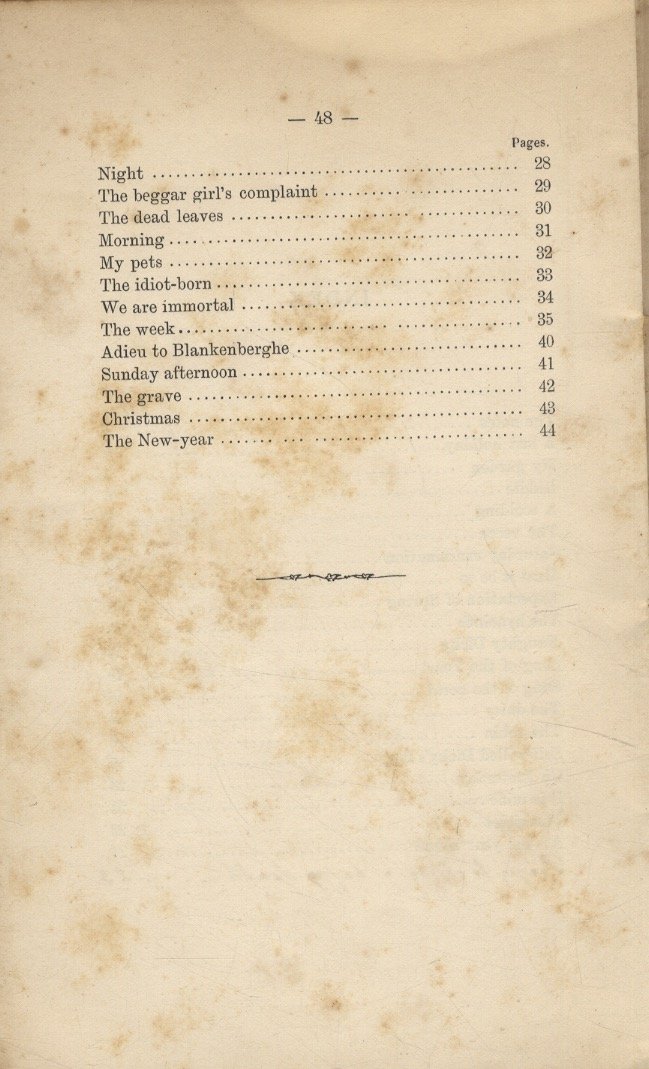 — 48 —
Pages.
Night .......... 28
The beggar girl's complaint .......... 29
The dead leaves .......... 30
Morning .......... 31
My pets .......... 32
The idiot-born .......... 33
We are immortal .......... 34
The week .......... 35
Adieu to Blankenberghe .......... 40
Sunday afternoon .......... 41
The grave .......... 42
Christmas .......... 43
The New-year .......... 44